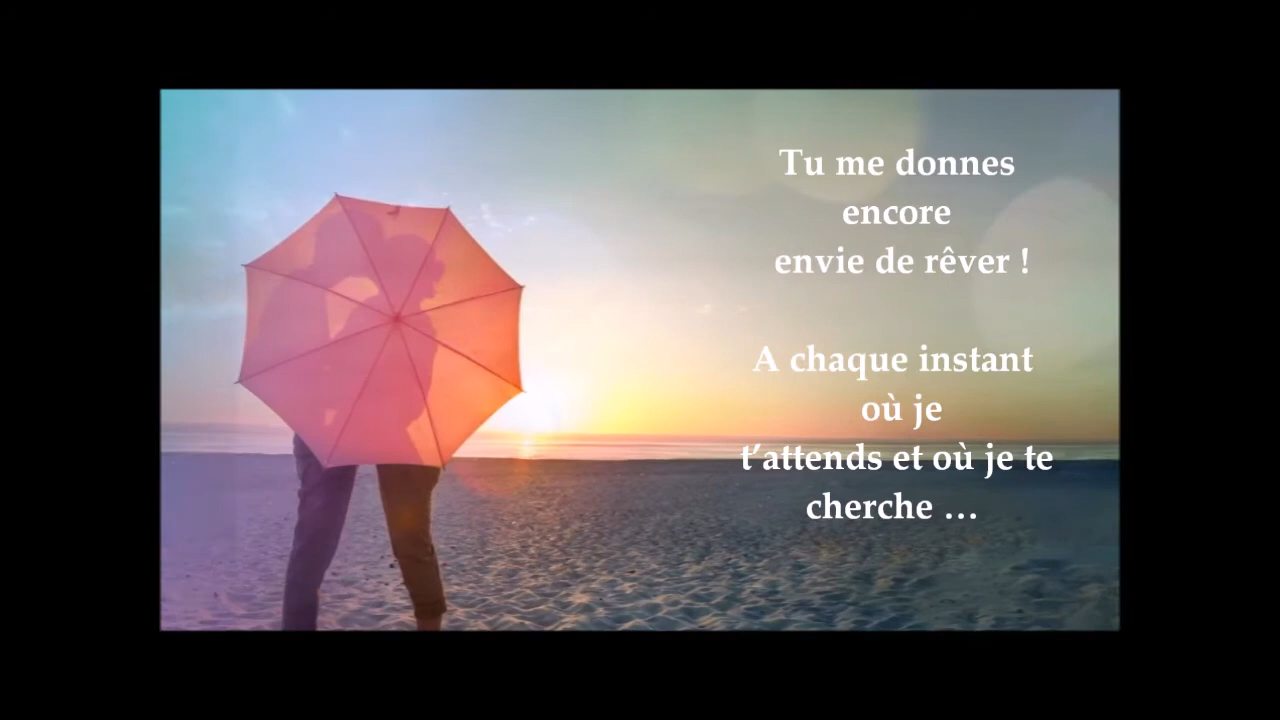 Tu me donnes
encore
envie de rêver !
A chaque instant
où je
t’attends et où je te
cherche …